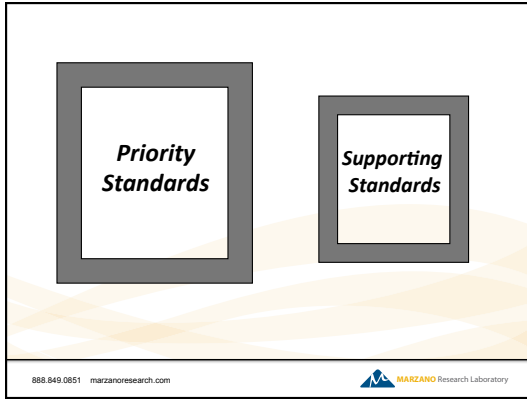 Priority
Standards
Supporting
Standards
888.849.0851 marzanoresearch.com
MARZANO Research Laboratory